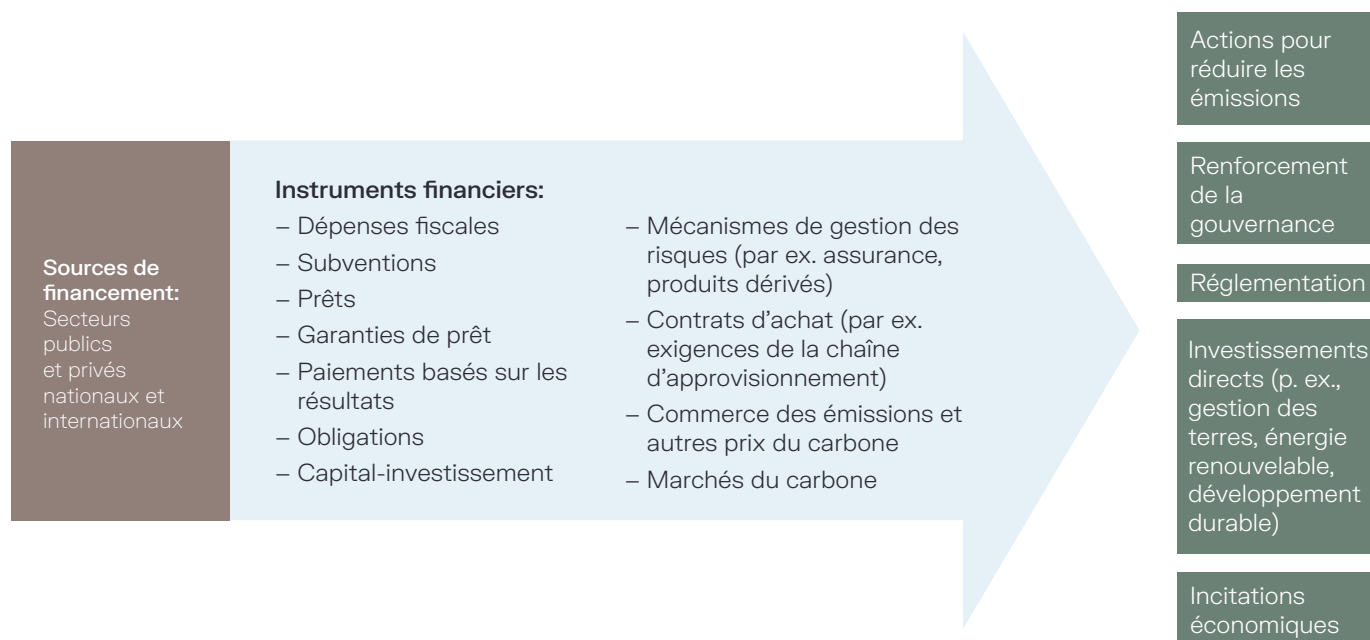 Sources de
financement:
Secteurs
publics
et privés
nationaux et
internationaux
Instruments financiers:
– Dépenses fiscales
– Subventions
– Prêts
– Garanties de prêt
– Paiements basés sur les
résultats
– Obligations
– Capital-investissement
– Mécanismes de gestion des
risques (par ex. assurance,
produits dérivés)
– Contrats d'achat (par ex.
exigences de la chaîne
d'approvisionnement)
– Commerce des émissions et
autres prix du carbone
– Marchés du carbone
Actions pour
réduire les
émissions
Renforcement
de la
gouvernance
Réglementation
Investissements
directs (p. ex.,
gestion des
terres, énergie
renouvelable,
développement
durable)
Incitations
économiques